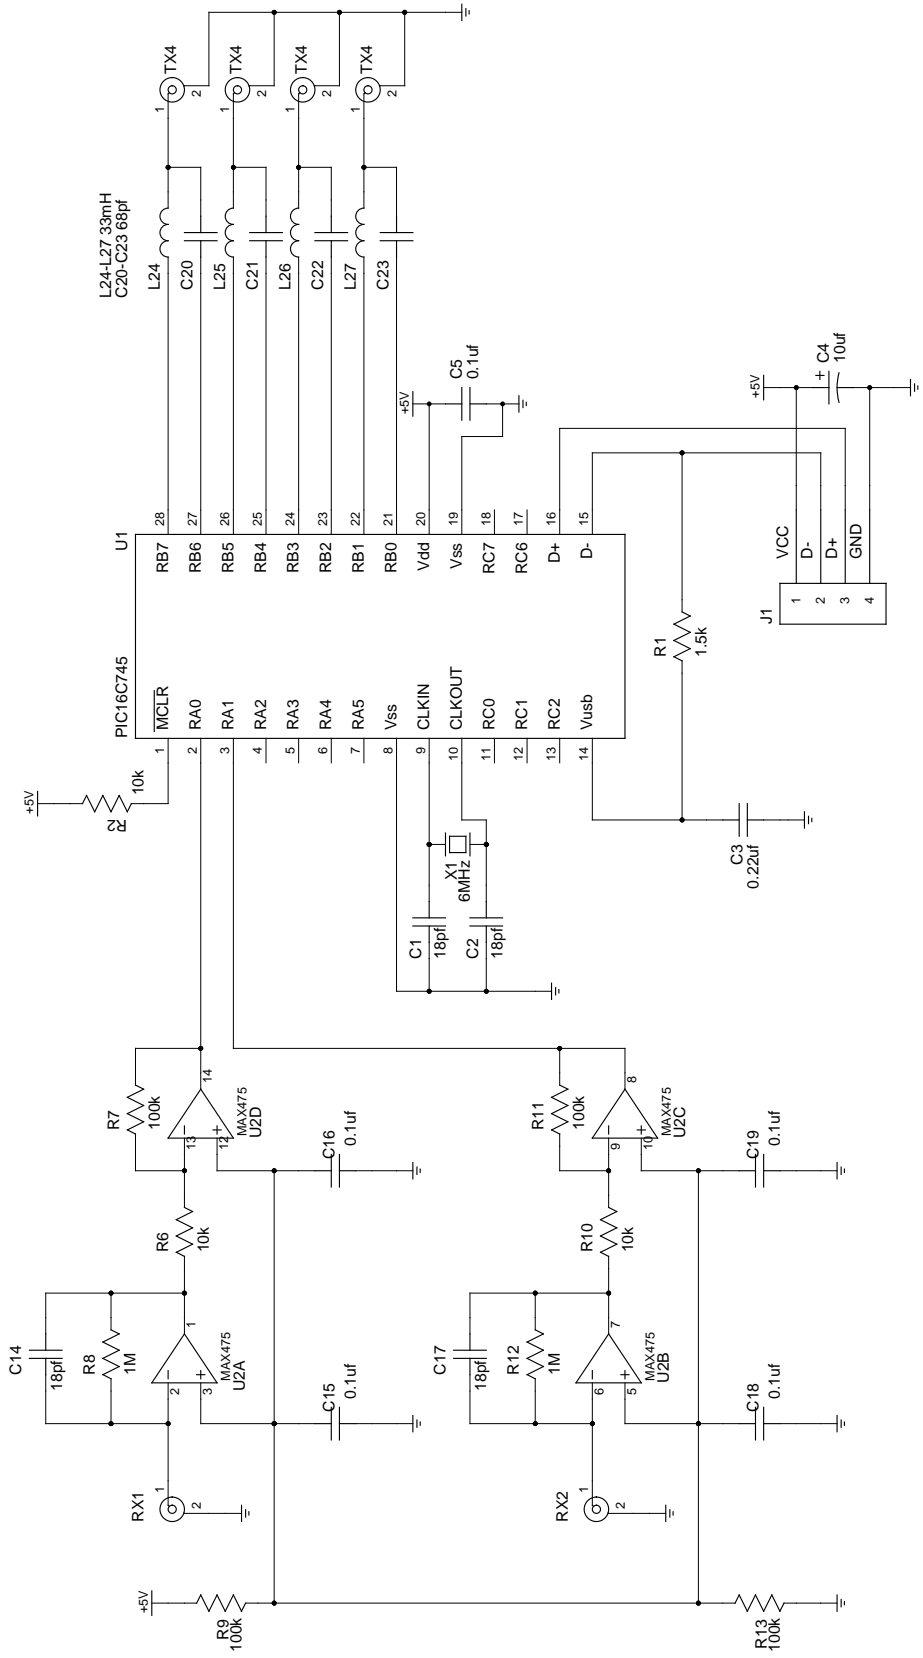 L24-L27 33mH
C20-C23 68pf
L24
C20
L25
C21
L26
C22
L27
C23
1
2
TX4
1
2
TX4
1
2
TX4
1
2
TX4
+5V
C5
0.1uf
+5V
+
C4
10uf
J1
VCC
D-
D+
GND
1
2
3
4
R1
1.5k
U1
PIC16C745
28
27
26
25
24
23
22
21
20
19
18
17
16
15
RB7
RB6
RB5
RB4
RB3
RB2
RB1
RB0
Vdd
Vss
RC7
RC6
D+
D-
MCLR
RA0
RA1
RA2
RA3
RA4
RA5
Vss
CLKIN
CLKOUT
RC0
RC1
RC2
Vusb
1
2
3
4
5
6
7
8
9
10
11
12
13
14
+5V
R2
10k
X1
6MHz
C1
18pf
C2
18pf
C3
0.22uf
R7
100k
14
13
12
-
+
MAX475
U2D
C16
0.1uf
R6
10k
C14
18pf
R8
1M
1
2
3
-
+
MAX475
U2A
C15
0.1uf
RX1
1
2
R11
100k
8
9
10
-
+
MAX475
U2C
C19
0.1uf
R10
10k
C17
18pf
R12
1M
7
6
5
-
+
MAX475
U2B
C18
0.1uf
RX2
1
2
+5V
R9
100k
R13
100k